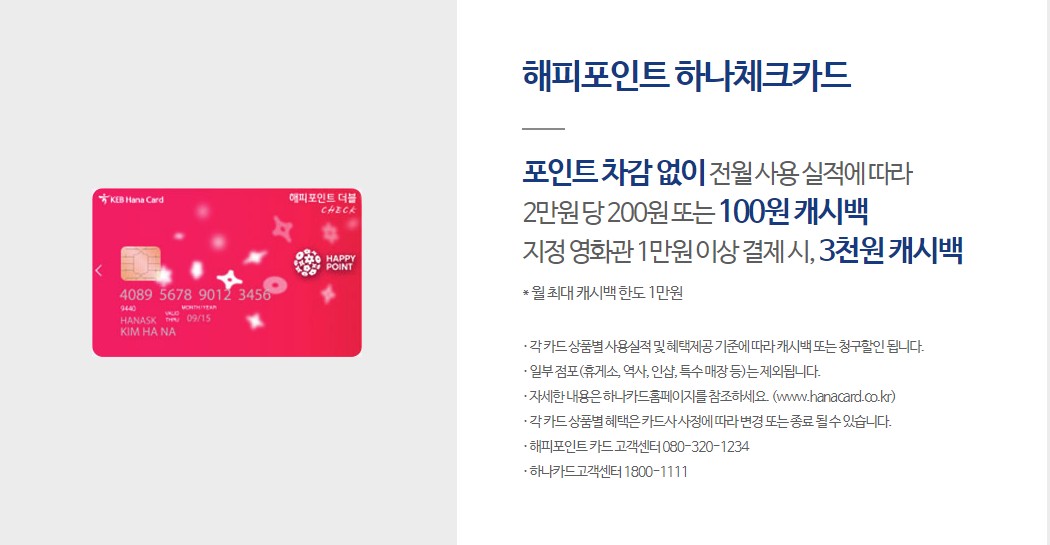 KEB Hana Card
해피포인트 더블
CHECK
HAPPY
POINT
4089 5678 9012 3456
9440
MONTH/YEAR
VALID
THRU
09/15
HANASK
KIM HA NA
해피포인트 하나체크카드
포인트 차감 없이 전월 사용 실적에 따라
2만원 당 200원 또는 100원 캐시백
지정 영화관 1만원 이상 결제 시, 3천원 캐시백
* 월 최대 캐시백 한도 1만원
· 각 카드 상품별 사용실적 및 혜택제공 기준에 따라 캐시백 또는 청구할인 됩니다.
· 일부 점포(휴게소, 역사, 인샵, 특수 매장 등)는 제외됩니다.
· 자세한 내용은 하나카드홈페이지를 참조하세요. (www.hanacard.co.kr)
· 각 카드 상품별 혜택은 카드사 사정에 따라 변경 또는 종료 될 수 있습니다.
· 해피포인트 카드 고객센터 080-320-1234
· 하나카드고객센터 1800-1111